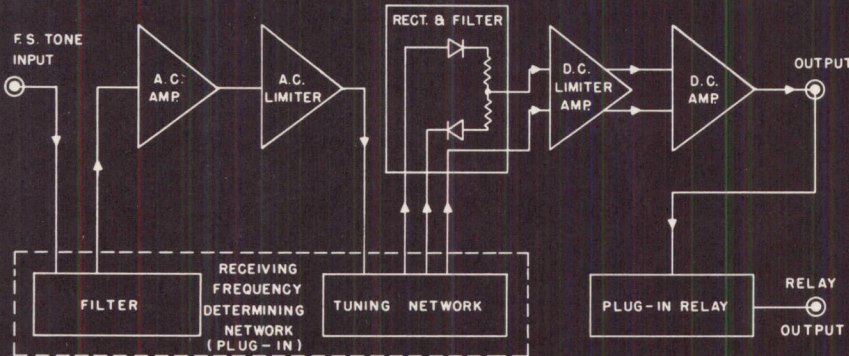 F.S. TONE
INPUT
A.C.
AMP.
A.C.
LIMITER
RECT. & FILTER
D.C.
LIMITER
AMP.
D.C.
AMP.
OUTPUT
FILTER
RECEIVING
FREQUENCY
DETERMINING
NETWORK
(PLUG-IN)
TUNING NETWORK
PLUG-IN RELAY
RELAY
OUTPUT